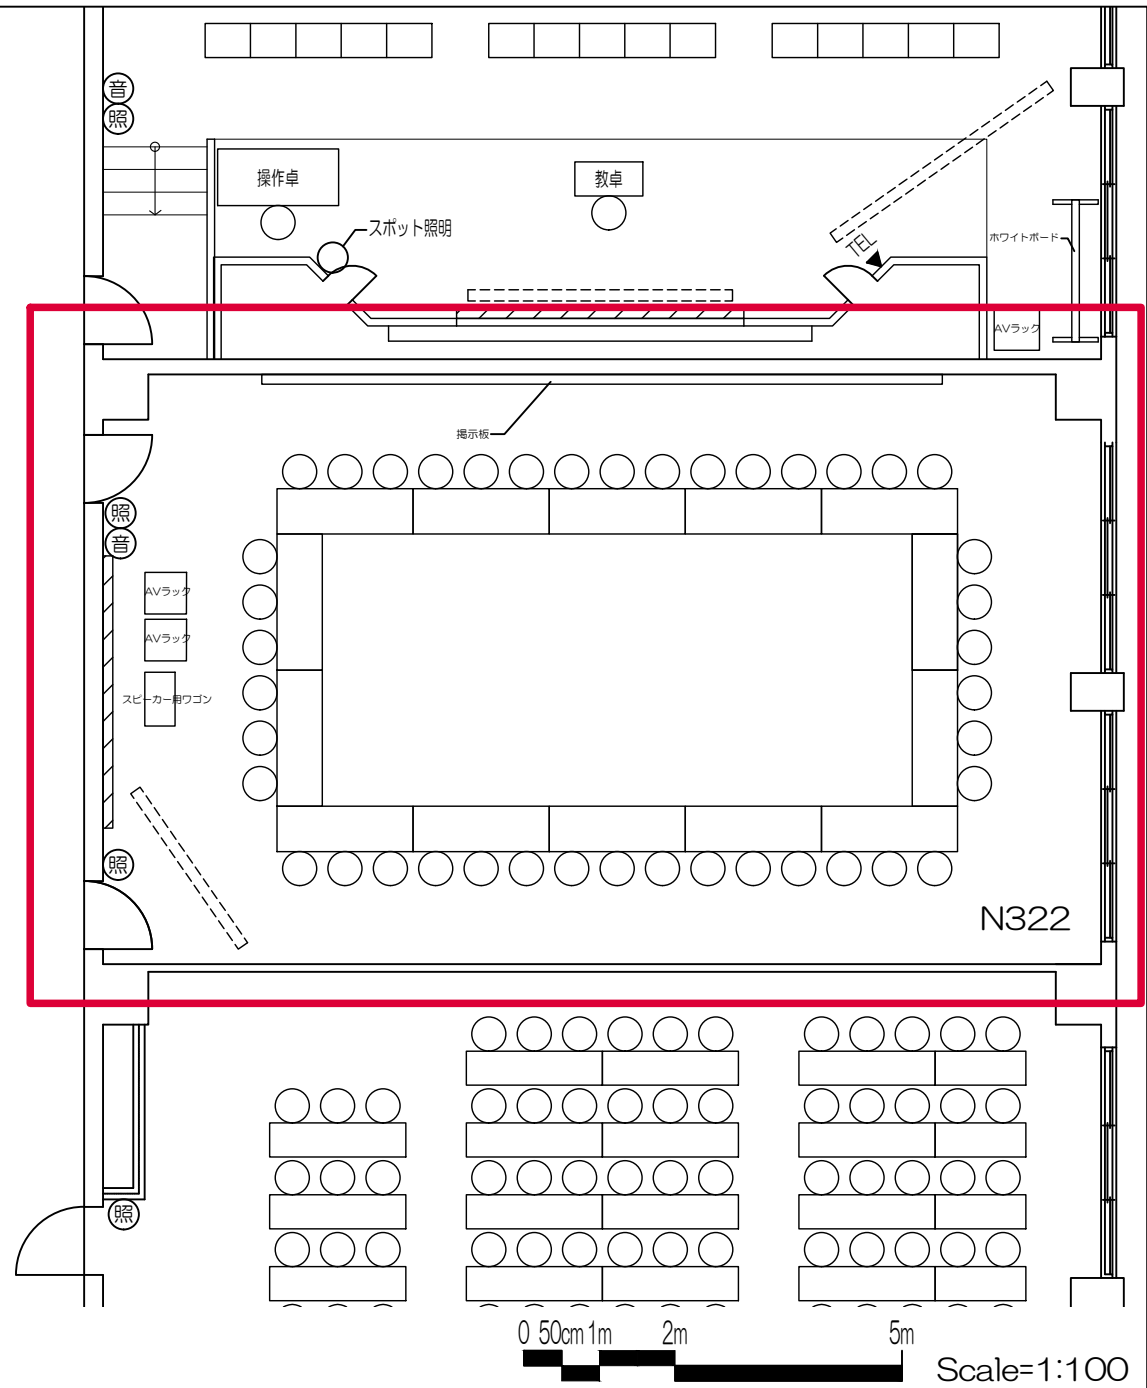 音
照
操作卓
教卓
スポット照明
TEL
ホワイトボード
AVラック
掲示板
照
音
AVラック
AVラック
スピーカー用ワゴン
照
N322
照
0 50cm 1m 2m 5m
Scale=1:100